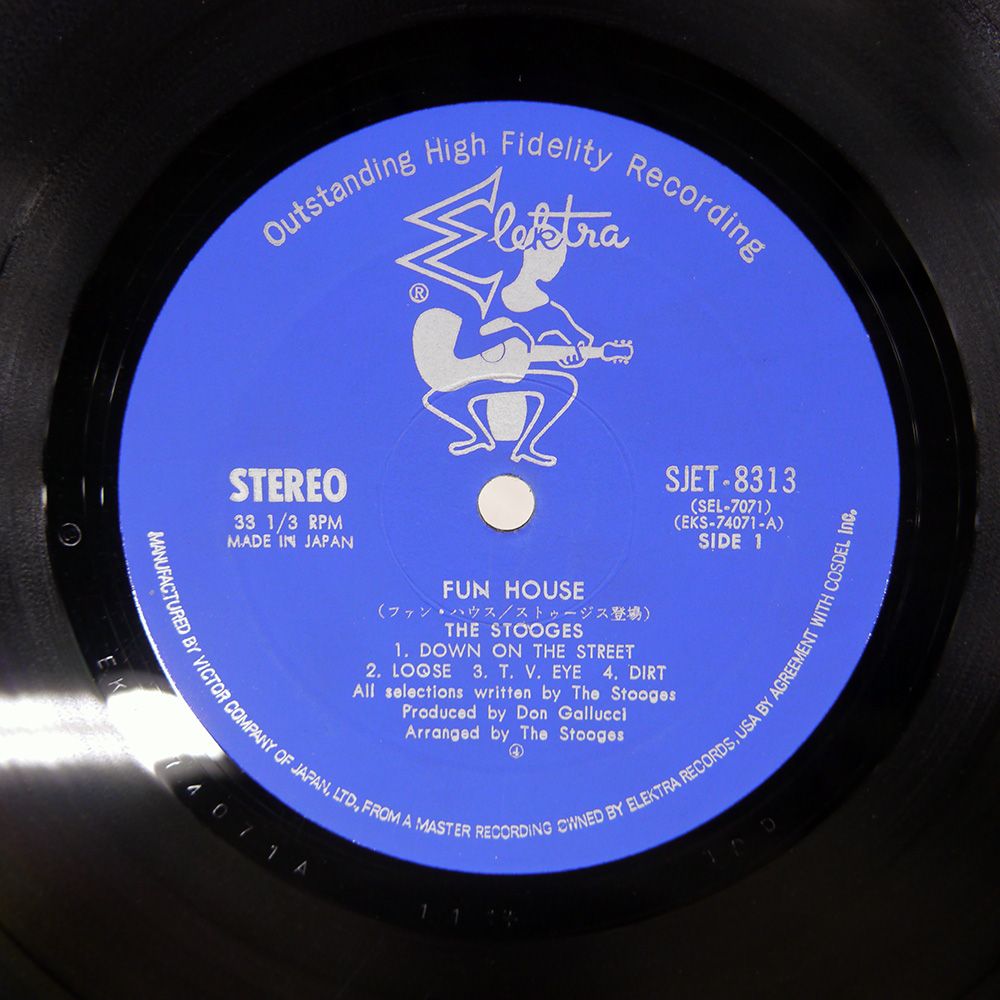 Outstanding High Fidelity Recording
Elektra
®
STEREO
33 1/3 RPM
MADE IN JAPAN
SJET-8313
(SEL-7071)
(EKS-74071-A)
SIDE 1
FUN HOUSE
(ファン・ハウス/ストゥージス登場)
THE STOOGES
1. DOWN ON THE STREET
2. LOOSE 3. T. V. EYE 4. DIRT
All selections written by The Stooges
Produced by Don Gallucci
Arranged by The Stooges
④
MANUFACTURED BY VICTOR COMPANY OF JAPAN, LTD., FROM A MASTER RECORDING OWNED BY ELEKTRA RECORDS, USA BY AGREEMENT WITH COSDEL Inc.
74071A